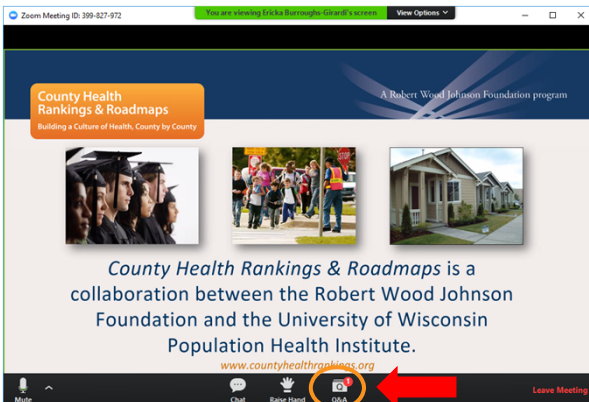 Zoom Meeting ID: 399-827-972
You are viewing Ericka Burroughs-Girardi's screen
View Options
County Health
Rankings & Roadmaps
Building a Culture of Health, County by County
A Robert Wood Johnson Foundation program
STOP
County Health Rankings & Roadmaps is a
collaboration between the Robert Wood Johnson
Foundation and the University of Wisconsin
Population Health Institute.
www.countyhealthrankings.org
Mute
Chat
Raise Hand
1
Q&A
Leave Meeting